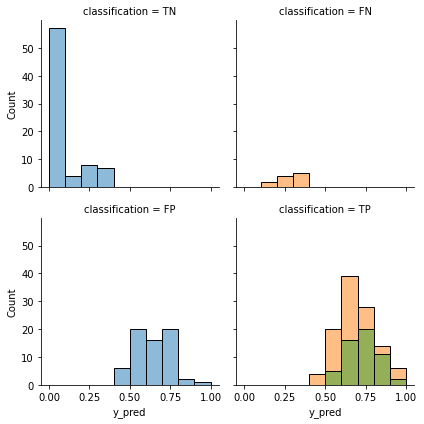 classification = TN
classification = FN
50
40
30
20
10
0
Count
classification = FP
classification = TP
50
40
30
20
10
0
Count
0.00 0.25 0.50 0.75 1.00
y_pred
0.00 0.25 0.50 0.75 1.00
y_pred